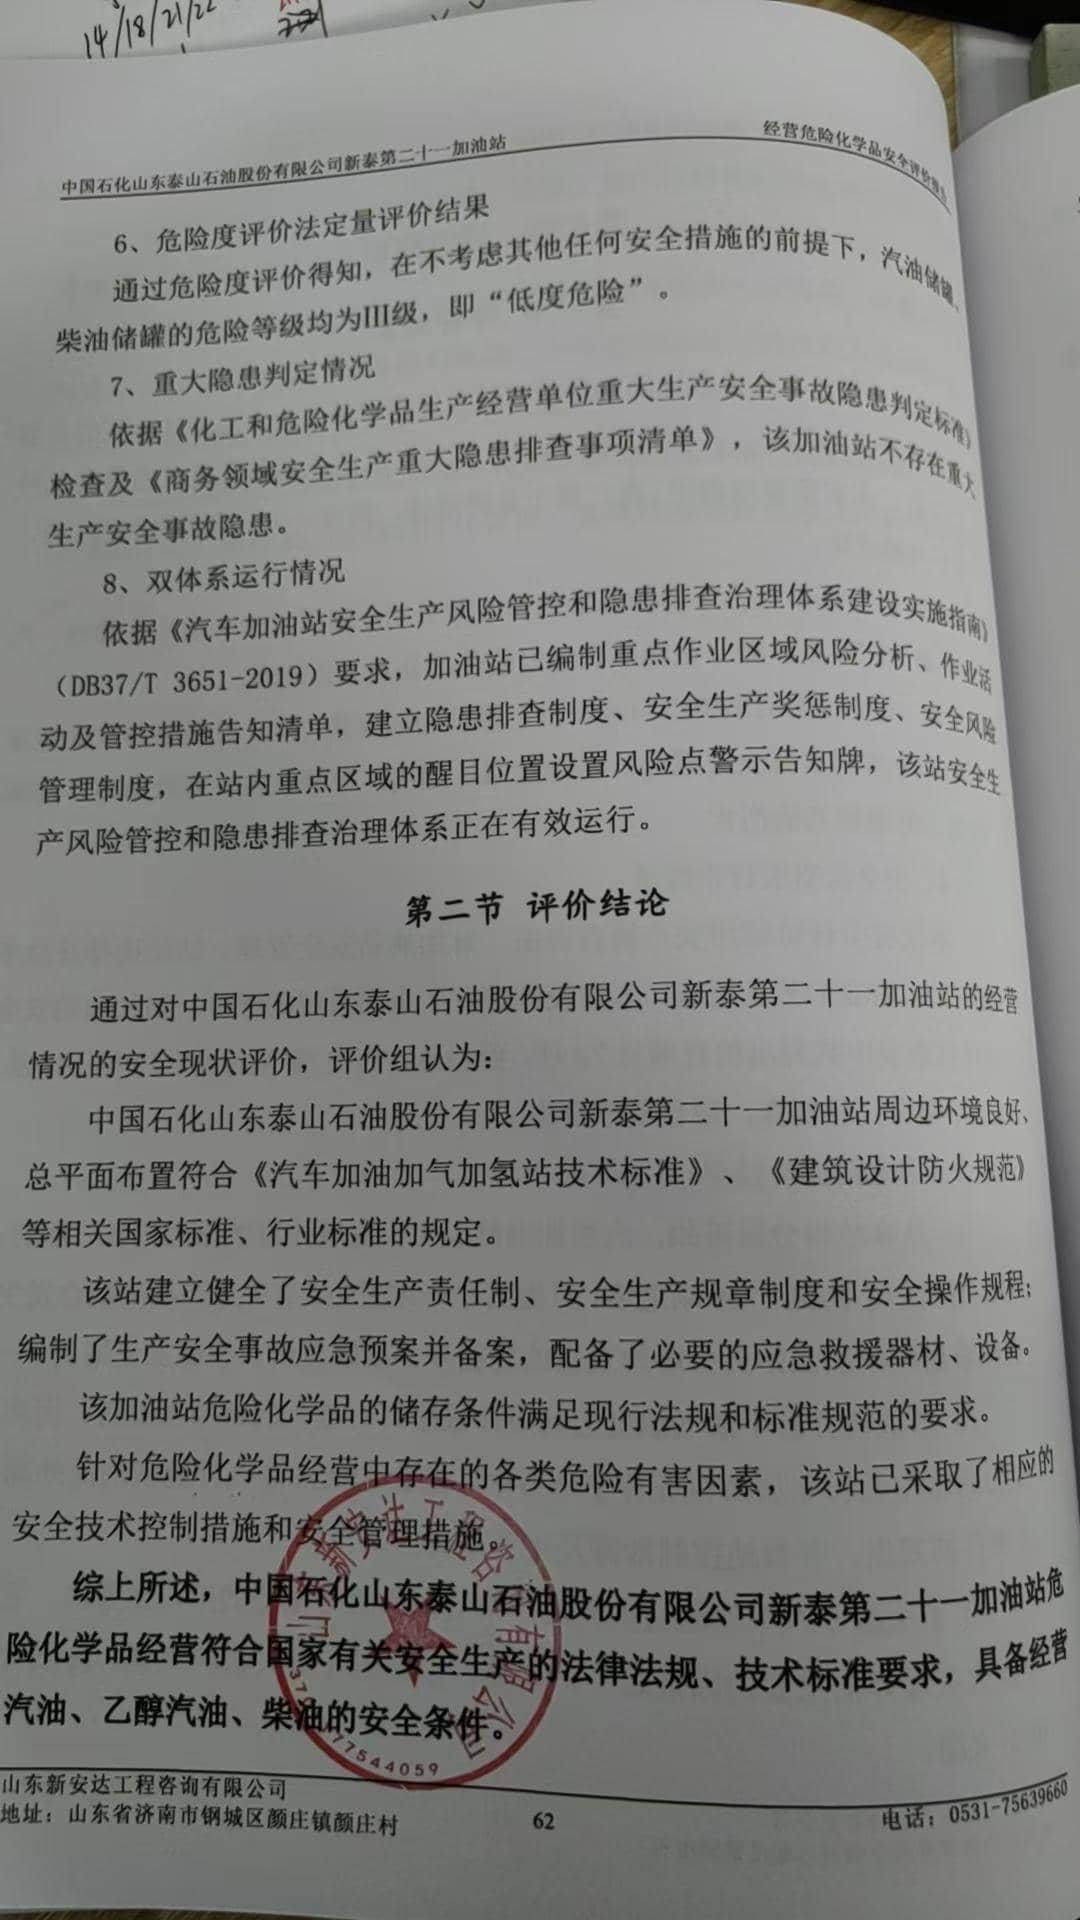 14/18/21/22
中国石化山东泰山石油股份有限公司新泰第二十一加油站
经营危险化学品安全评价报告
6、危险度评价法定量评价结果
通过危险度评价得知，在不考虑其他任何安全措施的前提下，汽油储罐、
柴油储罐的危险等级均为III级，即“低度危险”。
7、重大隐患判定情况
依据《化工和危险化学品生产经营单位重大生产安全事故隐患判定标准》
检查及《商务领域安全生产重大隐患排查事项清单》，该加油站不存在重大
生产安全事故隐患。
8、双体系运行情况
依据《汽车加油站安全生产风险管控和隐患排查治理体系建设实施指南》
（DB37/T 3651-2019）要求，加油站已编制重点作业区域风险分析、作业活
动及管控措施告知清单，建立隐患排查制度、安全生产奖惩制度、安全风险
管理制度，在站内重点区域的醒目位置设置风险点警示告知牌，该站安全生
产风险管控和隐患排查治理体系正在有效运行。
第二节 评价结论
通过对中国石化山东泰山石油股份有限公司新泰第二十一加油站的经营
情况的安全现状评价，评价组认为：
中国石化山东泰山石油股份有限公司新泰第二十一加油站周边环境良好、
总平面布置符合《汽车加油加气加氢站技术标准》、《建筑设计防火规范》
等相关国家标准、行业标准的规定。
该站建立健全了安全生产责任制、安全生产规章制度和安全操作规程；
编制了生产安全事故应急预案并备案，配备了必要的应急救援器材、设备。
该加油站危险化学品的储存条件满足现行法规和标准规范的要求。
针对危险化学品经营中存在的各类危险有害因素，该站已采取了相应的
安全技术控制措施和安全管理措施。
综上所述，中国石化山东泰山石油股份有限公司新泰第二十一加油站危
险化学品经营符合国家有关安全生产的法律法规、技术标准要求，具备经营
汽油、乙醇汽油、柴油的安全条件。
山东新安达工程咨询有限公司
山东新安达工程咨询有限公司
地址：山东省济南市钢城区颜庄镇颜庄村
62
电话：0531-75639660